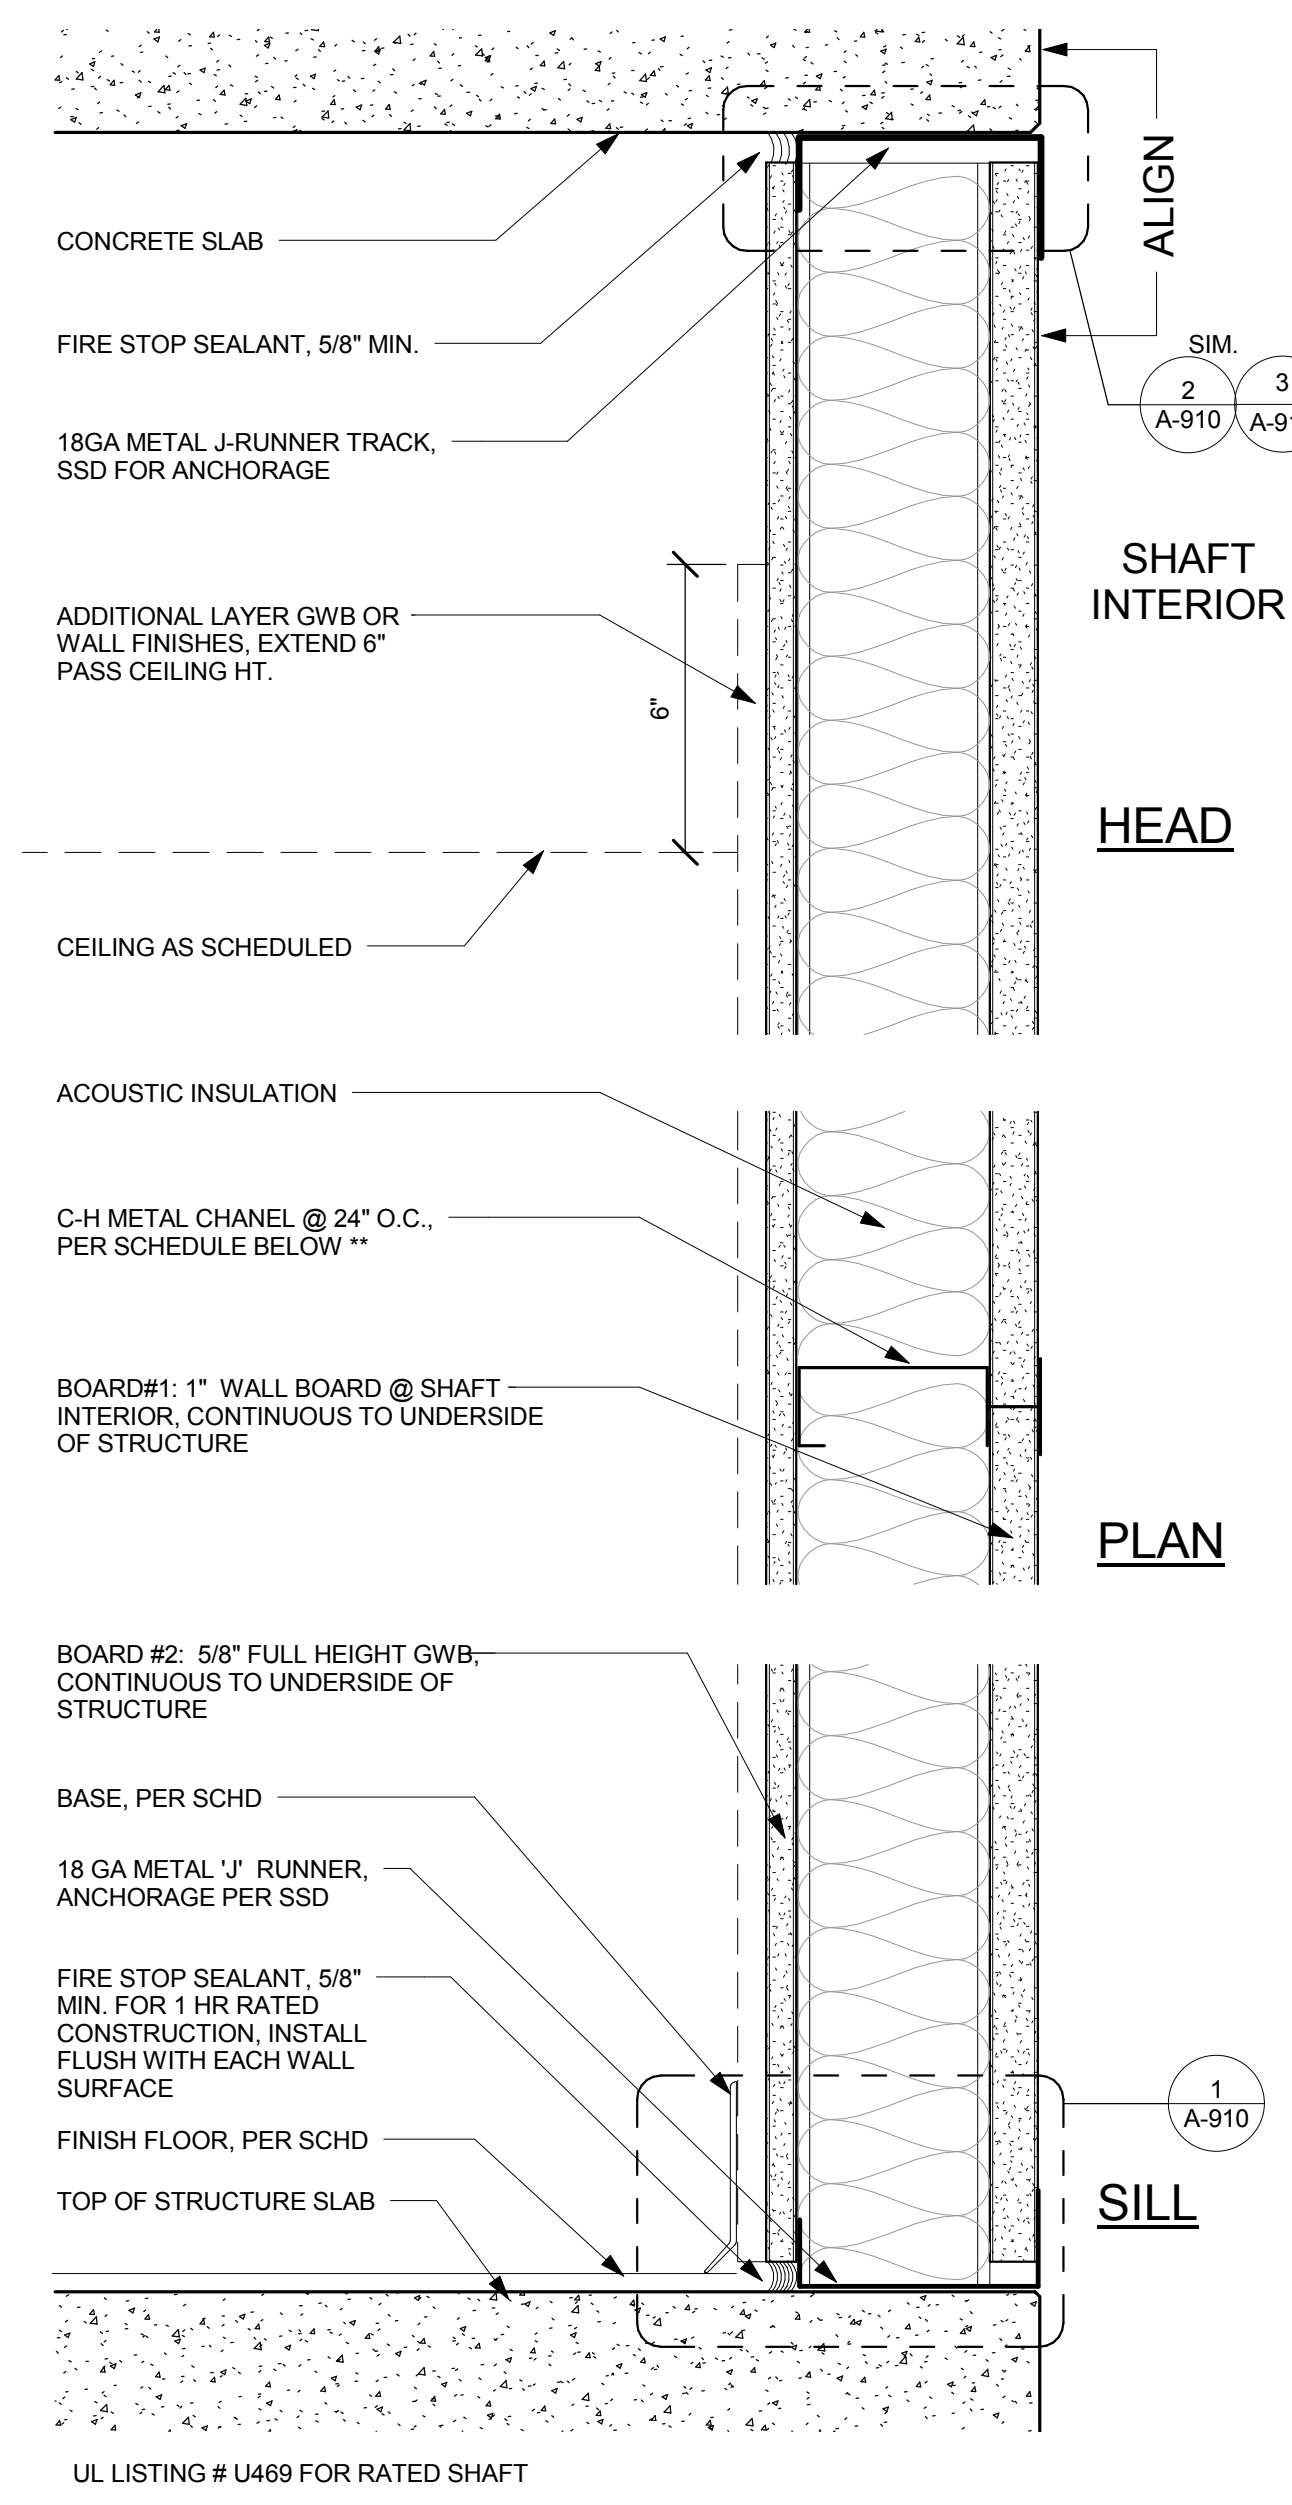 ALIGN
CONCRETE SLAB
FIRE STOP SEALANT, 5/8" MIN.
SIM.
2
A-910
3
18GA METAL J-RUNNER TRACK,
SSD FOR ANCHORAGE
SHAFT
INTERIOR
ADDITIONAL LAYER GWB OR
WALL FINISHES, EXTEND 6"
PASS CEILING HT.
6"
HEAD
CEILING AS SCHEDULED
ACOUSTIC INSULATION
C-H METAL CHANEL @ 24" O.C.,
PER SCHEDULE BELOW **
BOARD#1: 1" WALL BOARD @ SHAFT
INTERIOR, CONTINUOUS TO UNDERSIDE
OF STRUCTURE
PLAN
BOARD #2: 5/8" FULL HEIGHT GWB,
CONTINUOUS TO UNDERSIDE OF
STRUCTURE
BASE, PER SCHD
18 GA METAL 'J' RUNNER,
ANCHORAGE PER SSD
FIRE STOP SEALANT, 5/8"
MIN. FOR 1 HR RATED
CONSTRUCTION, INSTALL
FLUSH WITH EACH WALL
SURFACE
1
A-910
FINISH FLOOR, PER SCHD
TOP OF STRUCTURE SLAB
SILL
UL LISTING # U469 FOR RATED SHAFT